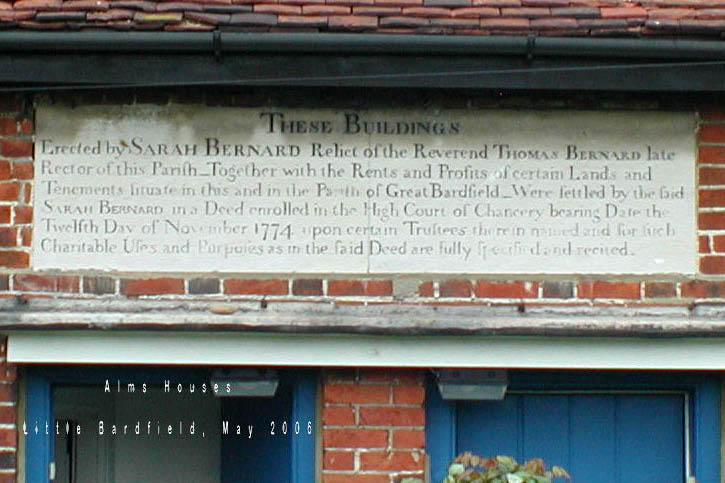 THESE BUILDINGS
Erected by SARAH BERNARD Relict of the Reverend THOMAS BERNARD late
Rector of this Pariſh_Together with the Rents and Profits of certain Lands and
Tenements ſituate in this and in the Pariſh of Great Bardfield_Were ſettled by the ſaid
SARAH BERNARD in a Deed enrolled in the High Court of Chancery bearing Date the
Twelfth Day of November 1774 upon certain Trustees therein named and for ſuch
Charitable Uſes and Purpoſes as in the ſaid Deed are fully ſpecified and recited_
Alms Houses
Little Bardfield, May 2006